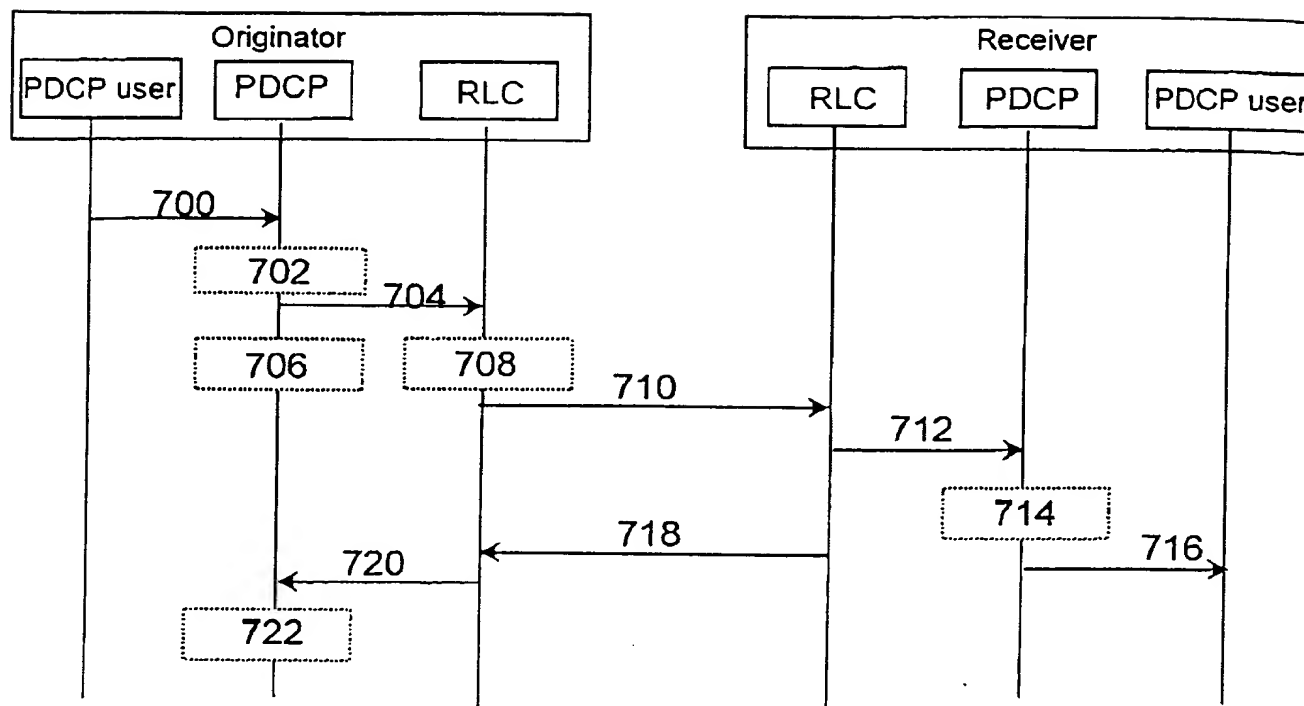 Originator
Receiver
PDCP user
PDCP
RLC
RLC
PDCP
PDCP user
700
702
704
706
708
710
712
714
718
716
720
722